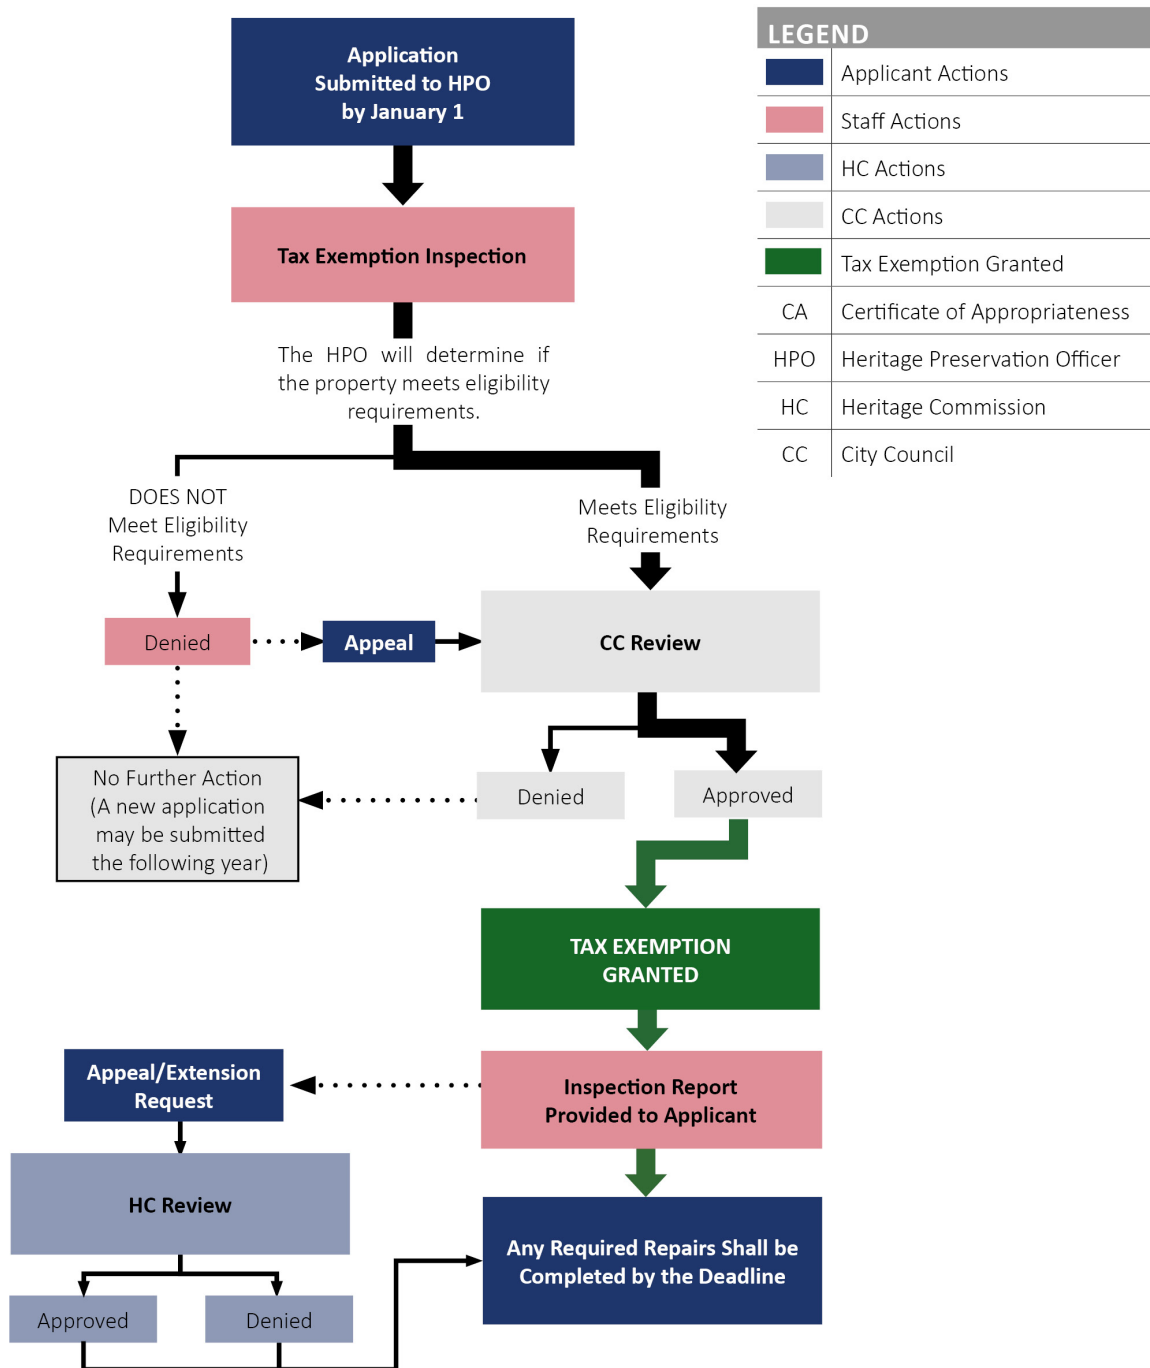 Application
Submitted to HPO
by January 1
LEGEND
Applicant Actions
Staff Actions
HC Actions
CC Actions
Tax Exemption Granted
CA Certificate of Appropriateness
HPO Heritage Preservation Officer
HC Heritage Commission
CC City Council
Tax Exemption Inspection
The HPO will determine if
the property meets eligibility
requirements.
DOES NOT
Meet Eligibility
Requirements
Meets Eligibility
Requirements
Denied
Appeal
CC Review
No Further Action
(A new application
may be submitted
the following year)
Denied
Approved
TAX EXEMPTION
GRANTED
Appeal/Extension
Request
Inspection Report
Provided to Applicant
HC Review
Any Required Repairs Shall be
Completed by the Deadline
Approved
Denied